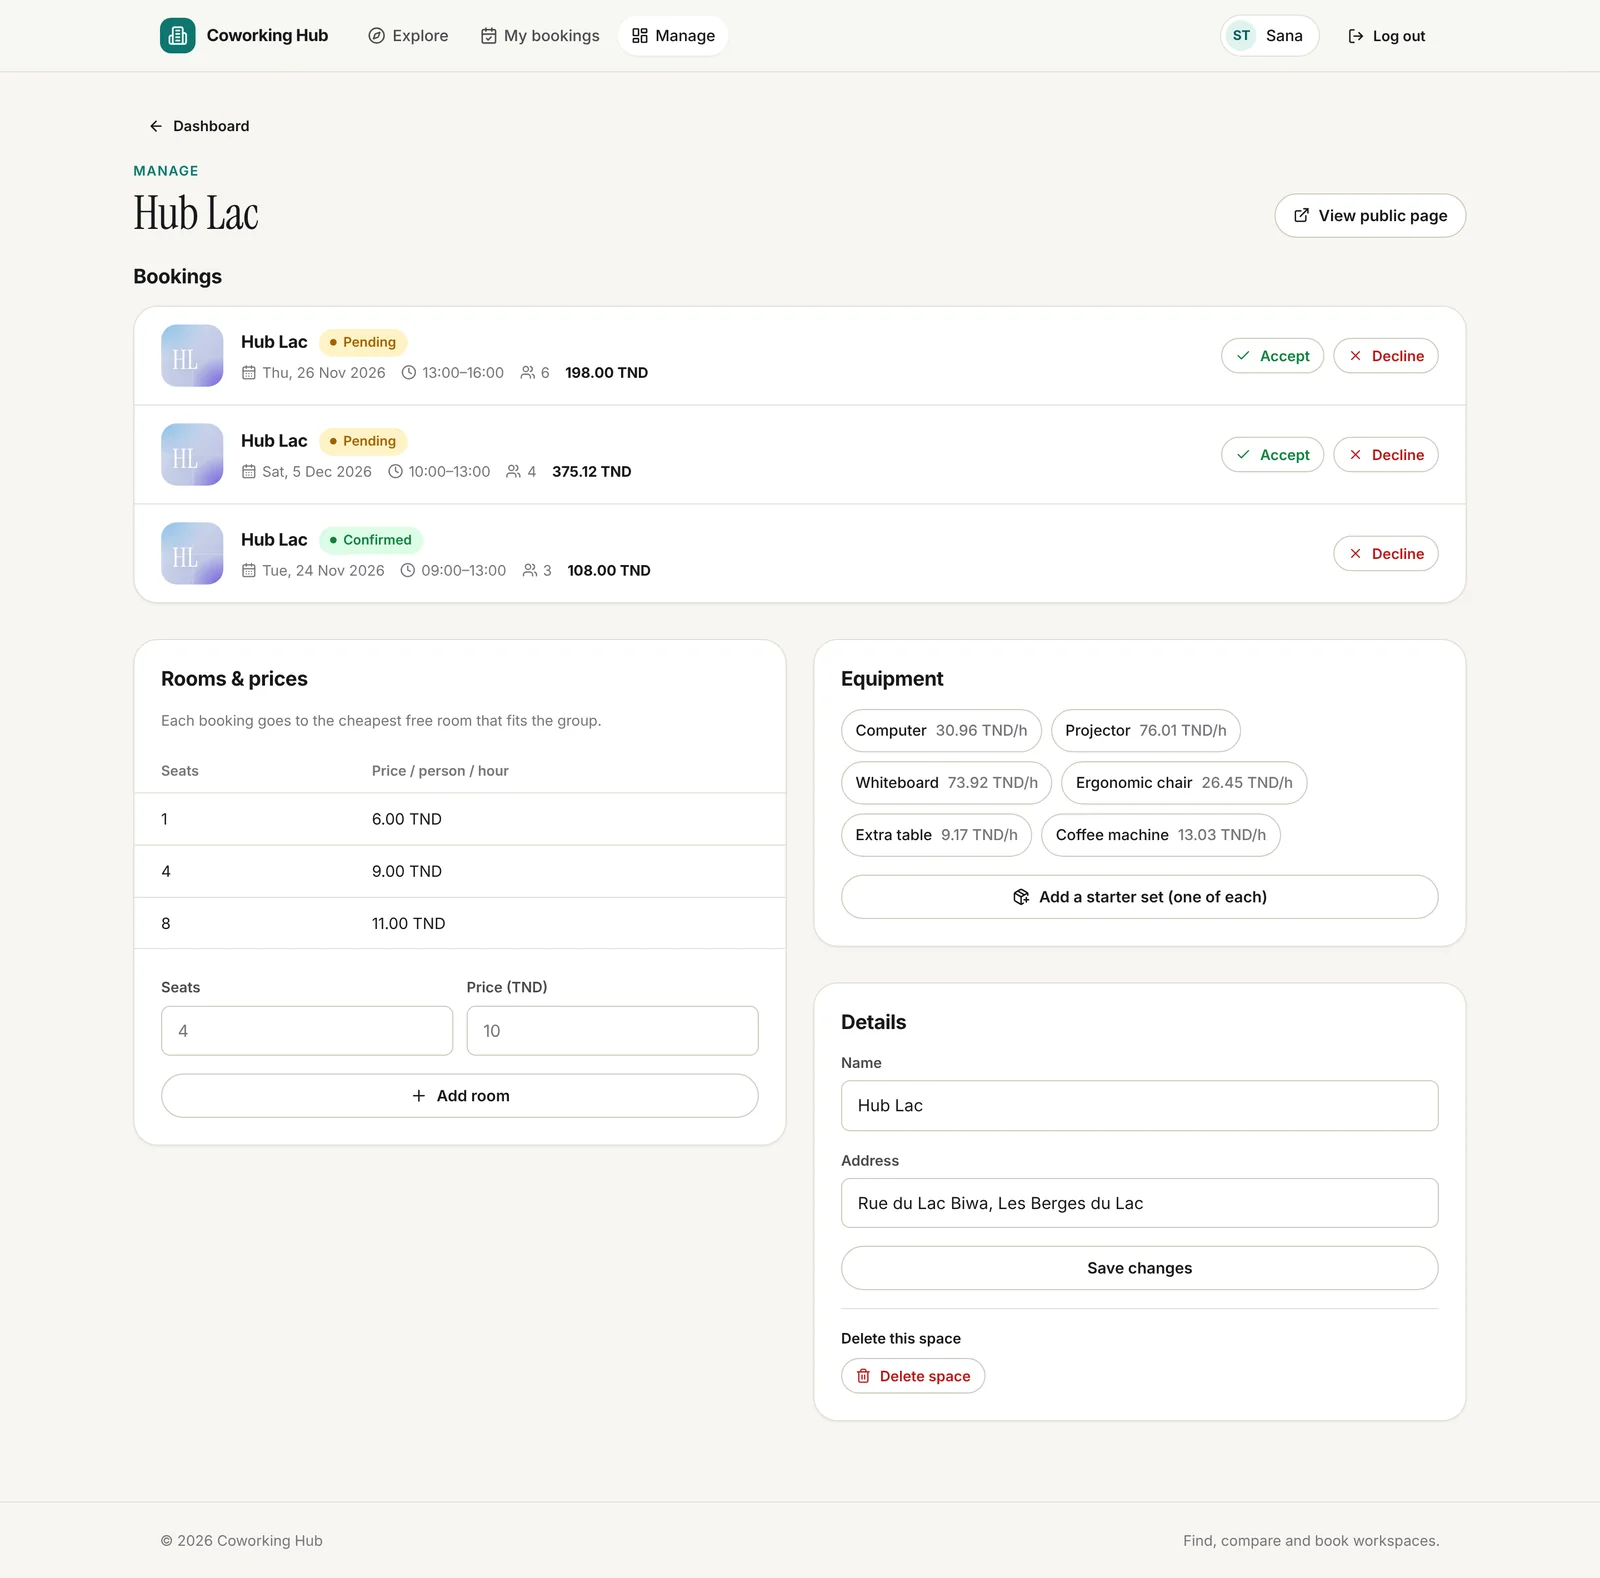 Coworking Hub Explore My bookings Manage ST Sana Log out
Dashboard
MANAGE
Hub Lac
View public page
Bookings
HL
Hub Lac Pending
Thu, 26 Nov 2026 13:00–16:00 6 198.00 TND
Accept Decline
HL
Hub Lac Pending
Sat, 5 Dec 2026 10:00–13:00 4 375.12 TND
Accept Decline
HL
Hub Lac Confirmed
Tue, 24 Nov 2026 09:00–13:00 3 108.00 TND
Decline
Rooms & prices
Each booking goes to the cheapest free room that fits the group.
Seats Price / person / hour
1 6.00 TND
4 9.00 TND
8 11.00 TND
Seats Price (TND)
4 10
Add room
Equipment
Computer 30.96 TND/h Projector 76.01 TND/h
Whiteboard 73.92 TND/h Ergonomic chair 26.45 TND/h
Extra table 9.17 TND/h Coffee machine 13.03 TND/h
Add a starter set (one of each)
Details
Name
Hub Lac
Address
Rue du Lac Biwa, Les Berges du Lac
Save changes
Delete this space
Delete space
© 2026 Coworking Hub Find, compare and book workspaces.